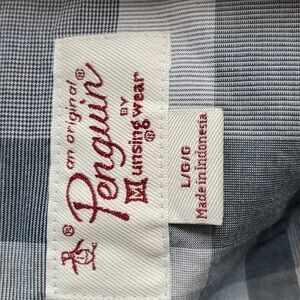 an original
Penguin®
BY
Munsingwear®
®
L/G/G
Made in Indonesia